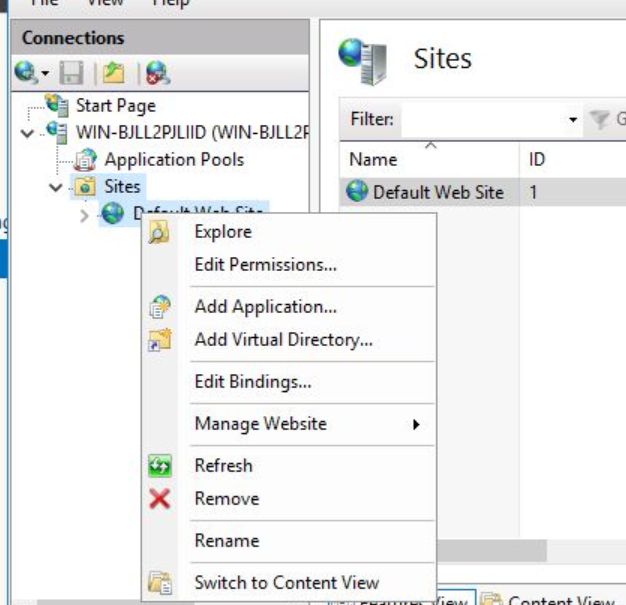 File View Help
Connections
Start Page
WIN-BJLL2PJLIID (WIN-BJLL2P
Application Pools
Sites
Default Web Site
Explore
Edit Permissions...
Add Application...
Add Virtual Directory...
Edit Bindings...
Manage Website
Refresh
Remove
Rename
Switch to Content View
Sites
Filter:
G
Name ID
Default Web Site 1
Features View Content View